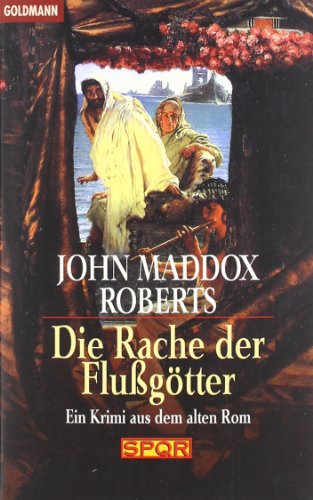 GOLDMANN
JOHN MADDOX
ROBERTS
Die Rache der
Flußgötter
Ein Krimi aus dem alten Rom
SPQR